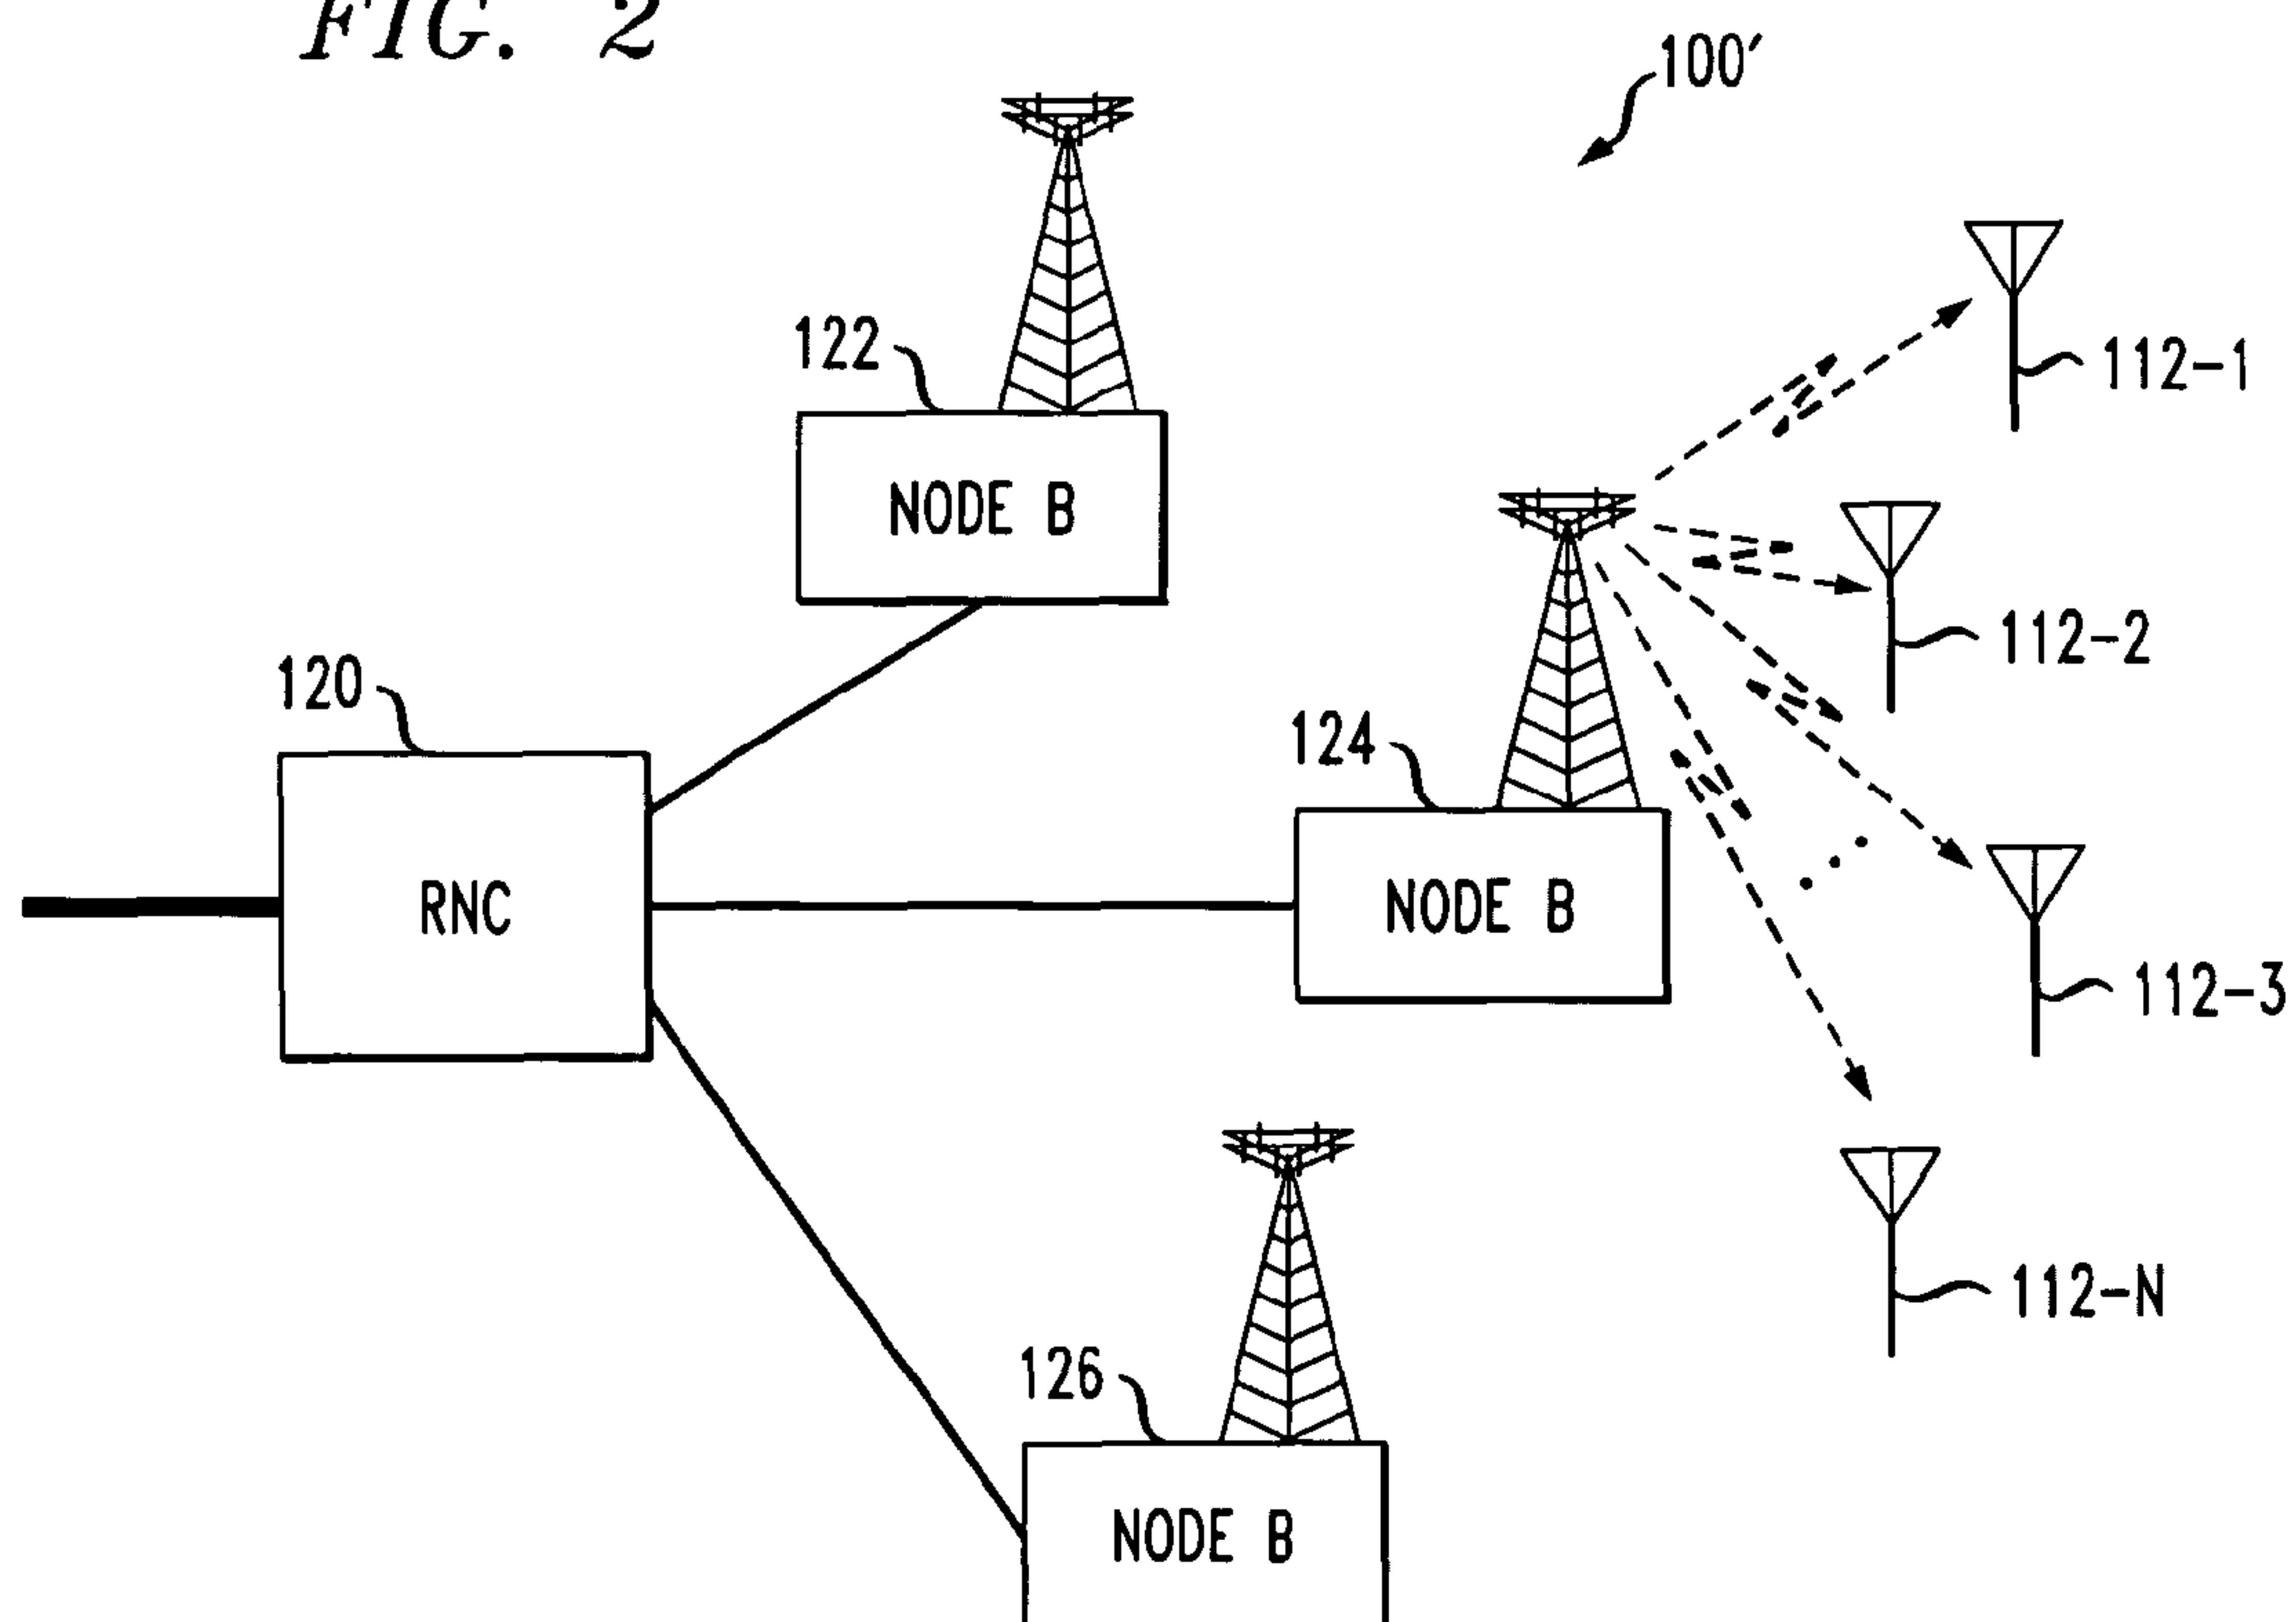 FIG. 2
100′
112-1
122
NODE B
112-2
120
124
RNC
NODE B
112-3
112-N
126
NODE B